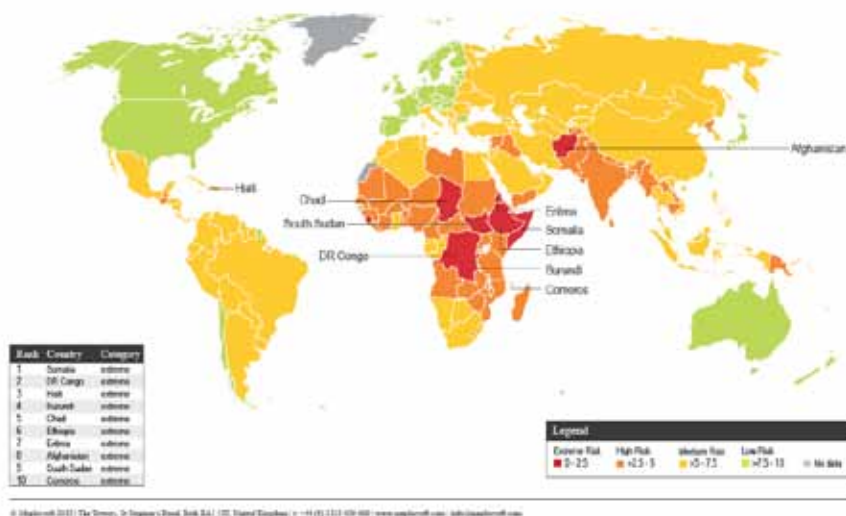 Afghanistan
Haiti
Chad
South Sudan
DR Congo
Eritrea
Somalia
Ethiopia
Burundi
Comoros
Rank Country Category
1 Somalia extreme
2 DR Congo extreme
3 Haiti extreme
4 Burundi extreme
5 Chad extreme
6 Ethiopia extreme
7 Eritrea extreme
8 Afghanistan extreme
9 South Sudan extreme
10 Comoros extreme
Legend
Extreme Risk High Risk Medium Risk Low Risk
0 - 2.5 >2.5 - 5 >5 - 7.5 >7.5 - 10 No data